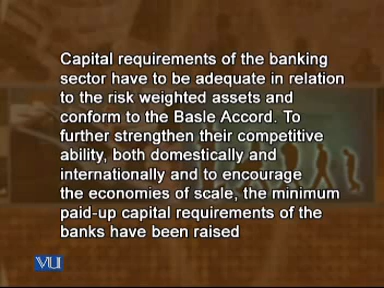 Capital requirements of the banking
sector have to be adequate in relation
to the risk weighted assets and
conform to the Basle Accord. To
further strengthen their competitive
ability, both domestically and
internationally and to encourage
the economies of scale, the minimum
paid-up capital requirements of the
banks have been raised
VU